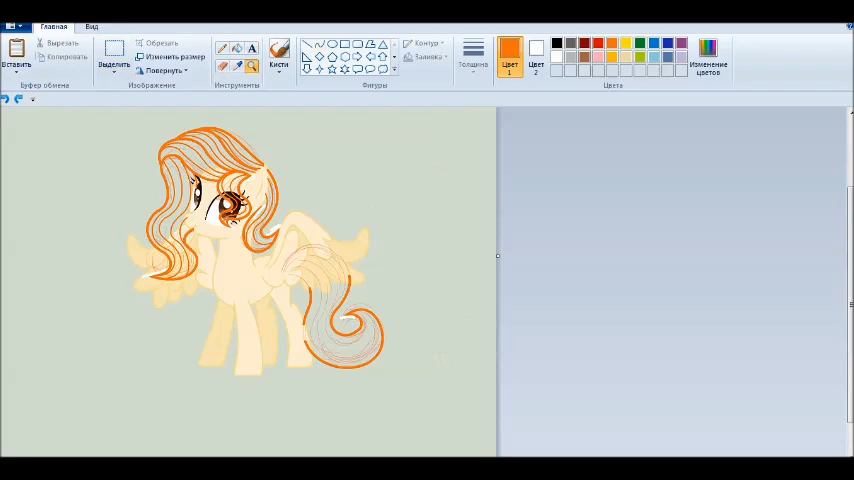 Главная Вид
Вставить
Вырезать
Копировать
Буфер обмена
Выделить
Обрезать
Изменить размер
Повернуть
Изображение
A
Инструменты
Кисти
Контур
Заливка
Фигуры
Толщина
Цвет
1
Цвет
2
Изменение
цветов
Цвета